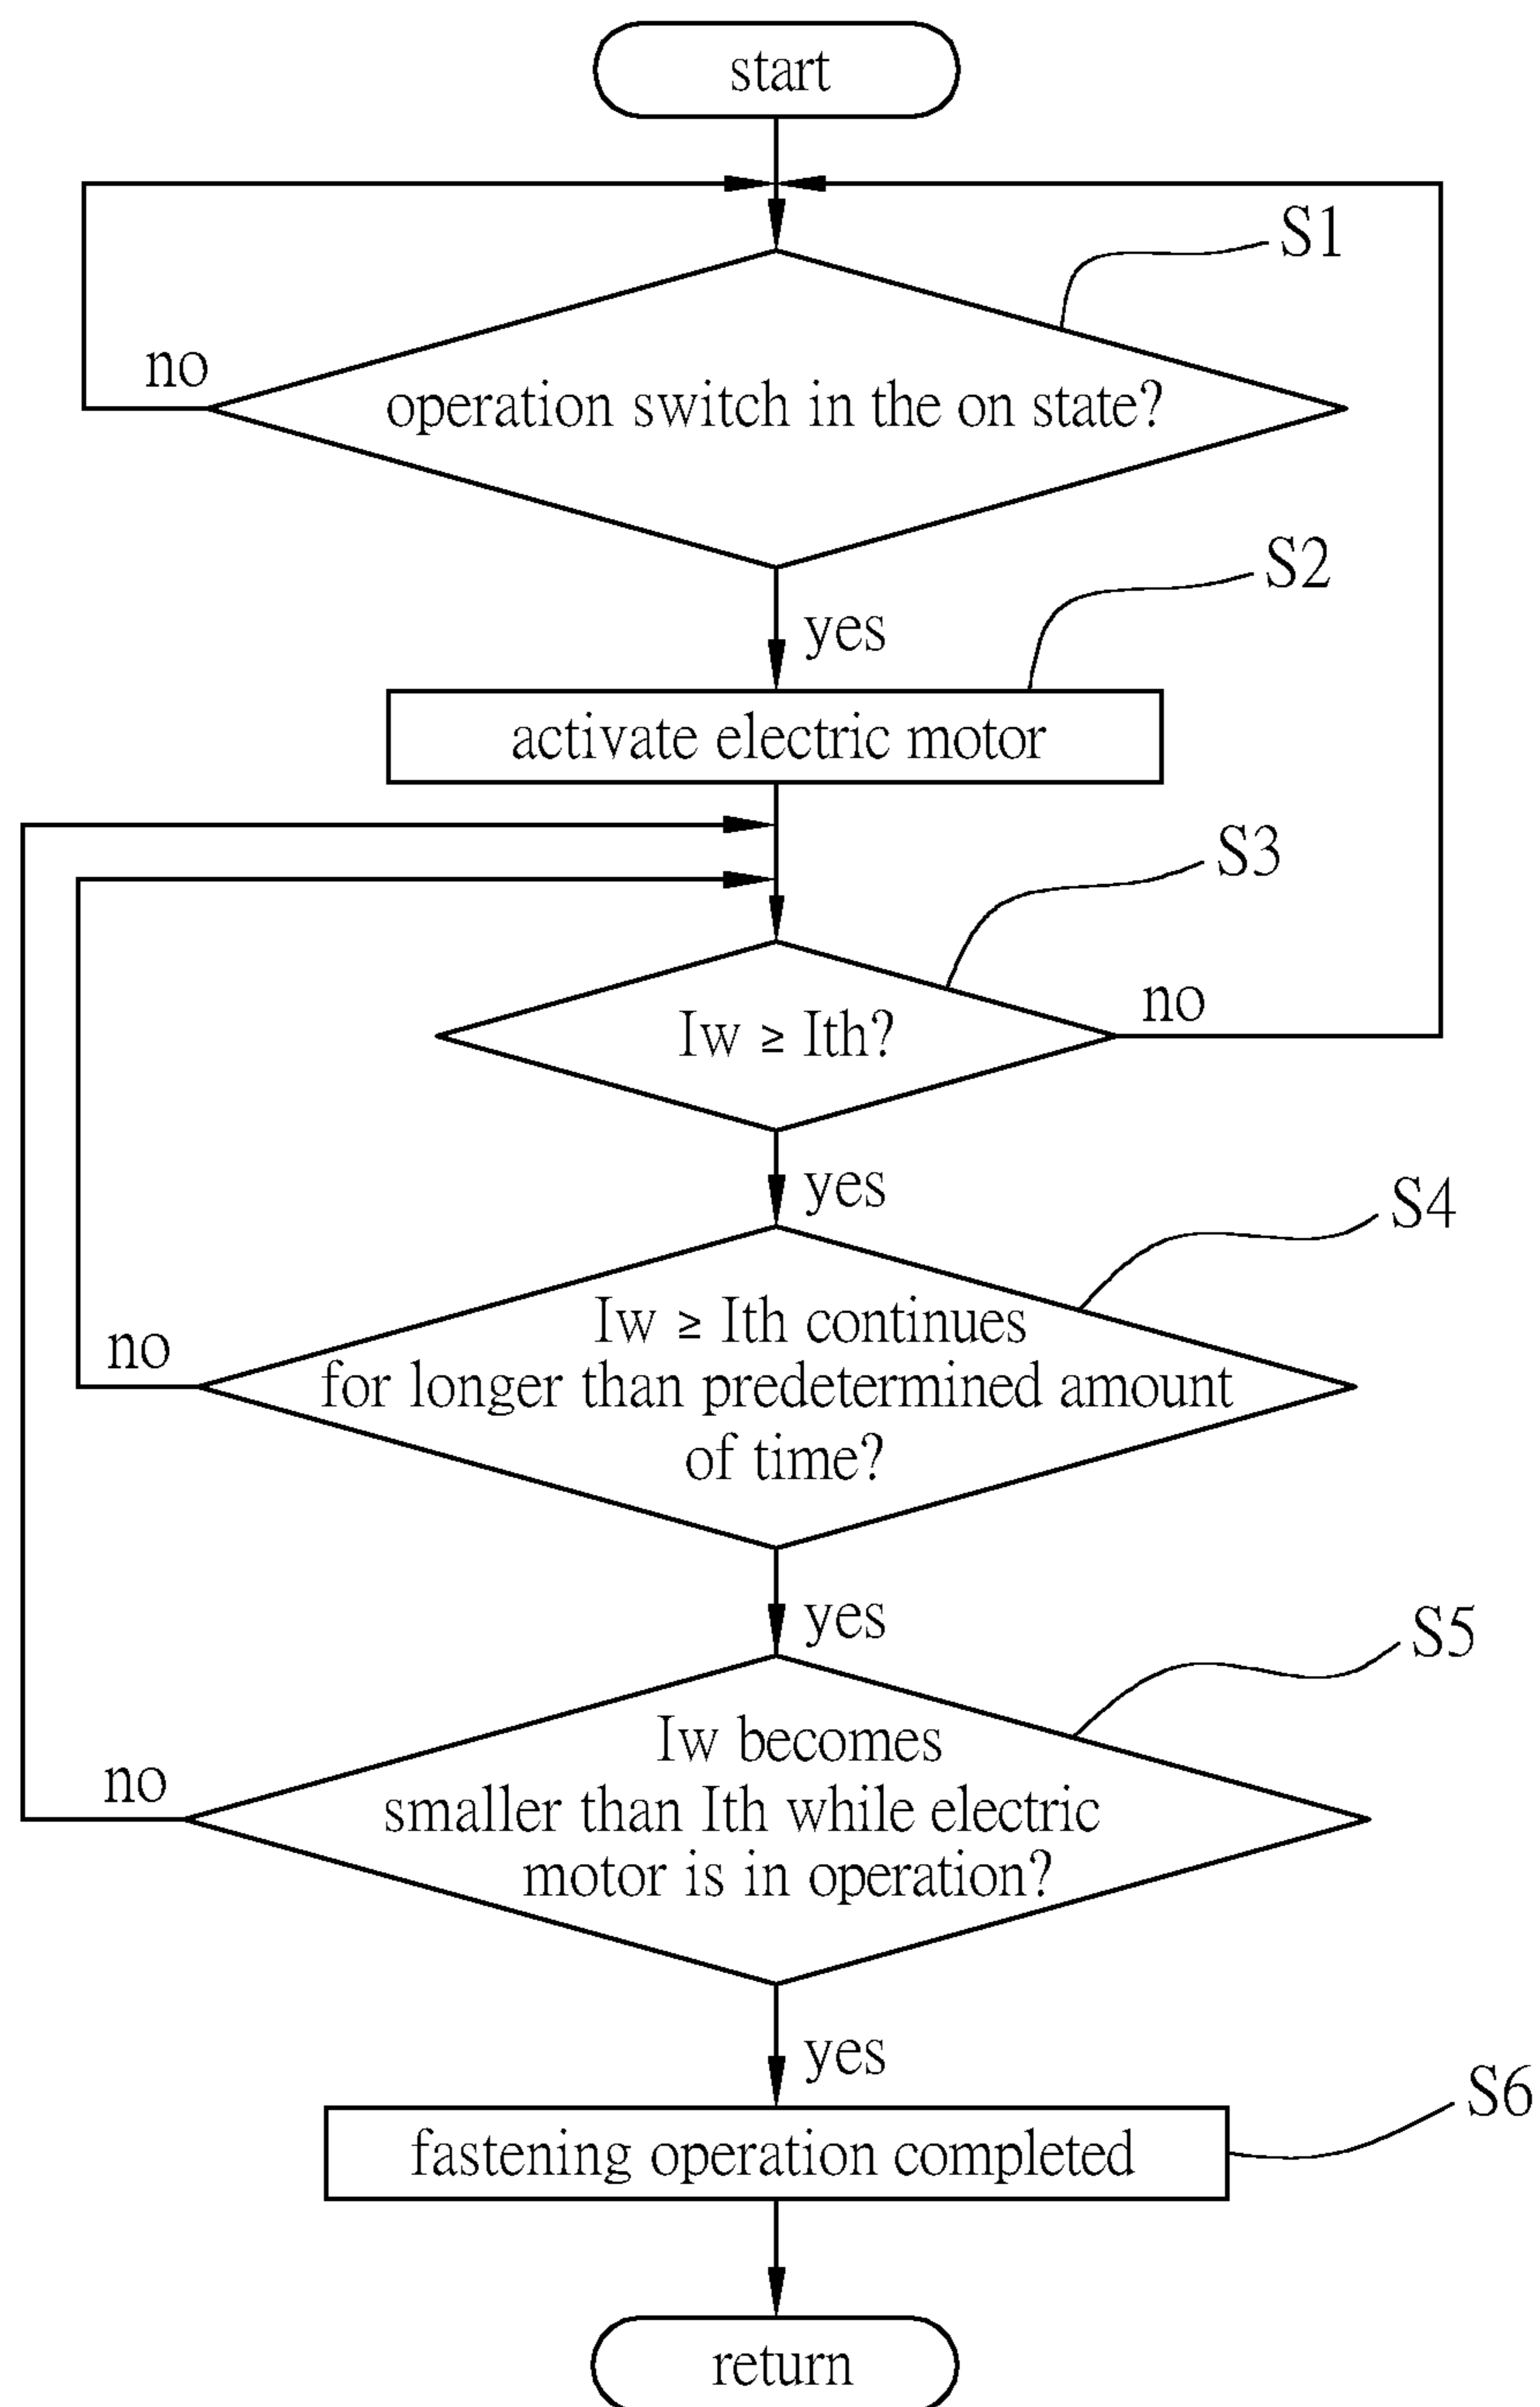 start
S1
no
operation switch in the on state?
S2
yes
activate electric motor
S3
no
Iw ≥ Ith?
yes
S4
Iw ≥ Ith continues
no
for longer than predetermined amount
of time?
yes
S5
Iw becomes
no
smaller than Ith while electric
motor is in operation?
yes
S6
fastening operation completed
return